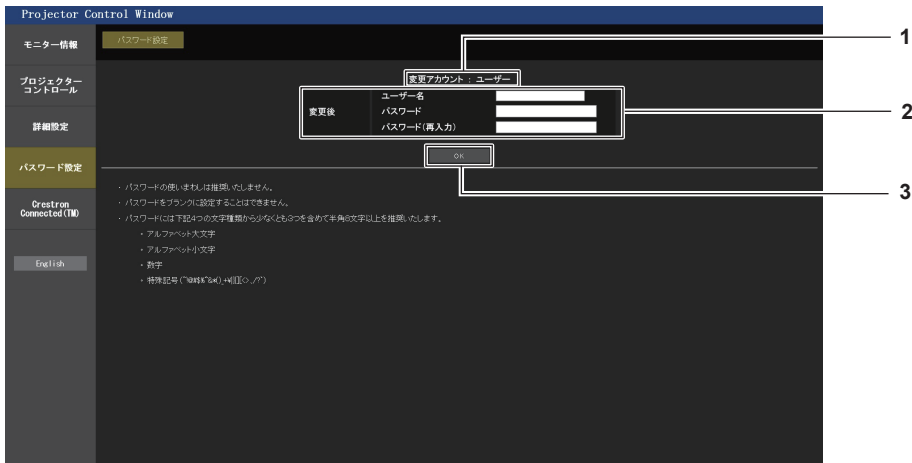 Projector Control Window
モニター情報
プロジェクター
コントロール
詳細設定
パスワード設定
Crestron
Connected(TM)
English
パスワード設定
変更アカウント : ユーザー
変更後
ユーザー名
パスワード
パスワード(再入力)
OK
・ パスワードの使いまわしは推奨いたしません。
・ パスワードをブランクに設定することはできません。
・ パスワードには下記4つの文字種類から少なくとも3つを含めて半角8文字以上を推奨いたします。
・ アルファベット大文字
・ アルファベット小文字
・ 数字
・ 特殊記号
1
2
3